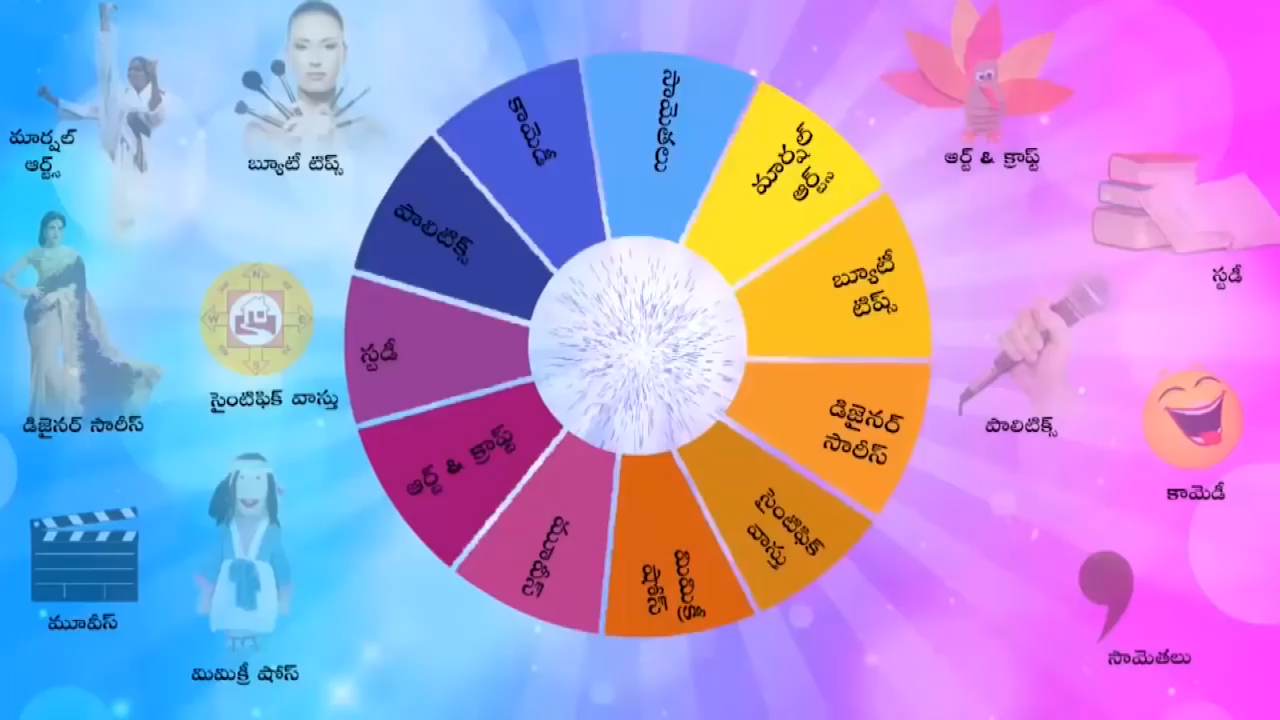 మార్షల్
ఆర్ట్స్
బ్యూటీ టిప్స్
డిజైనర్ సారీస్
N
W
E
S
సైంటిఫిక్ వాస్తు
మూవీస్
మిమిక్రీ షోస్
సామెతలు
మార్షల్
ఆర్ట్స్
బ్యూటీ
టిప్స్
డిజైనర్
సారీస్
సైంటిఫిక్
వాస్తు
మిమిక్రీ
షోస్
మూవీస్
ఆర్ట్ & క్రాఫ్ట్
స్టడీ
పొలిటిక్స్
కామెడీ
ఆర్ట్ & క్రాఫ్ట్
స్టడీ
పొలిటిక్స్
కామెడీ
సామెతలు